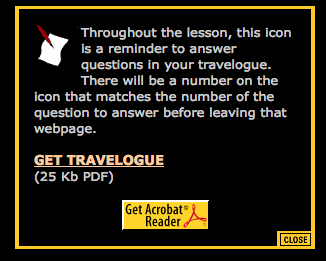 Throughout the lesson, this icon
is a reminder to answer
questions in your travelogue.
There will be a number on the
icon that matches the number of the
question to answer before leaving that
webpage.
GET TRAVELOGUE
(25 Kb PDF)
Get Acrobat®
Reader
CLOSE